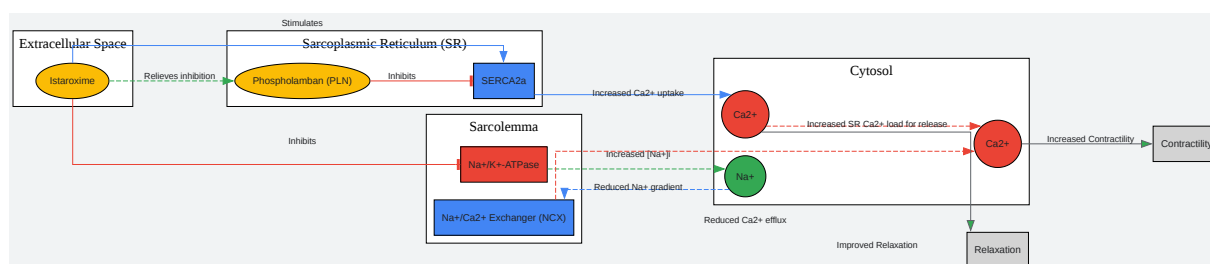 Stimulates
Extracellular Space
Sarcoplasmic Reticulum (SR)
Cytosol
Istaroxime
Relieves inhibition
Phospholamban (PLN)
Inhibits
SERCA2a
Increased Ca2+ uptake
Ca2+
Increased SR Ca2+ load for release
Sarcolemma
Inhibits
Na+/K+-ATPase
Increased [Na+]i
Ca2+
Increased Contractility
Contractility
Na+
Reduced Na+ gradient
Na+/Ca2+ Exchanger (NCX)
Reduced Ca2+ efflux
Improved Relaxation
Relaxation